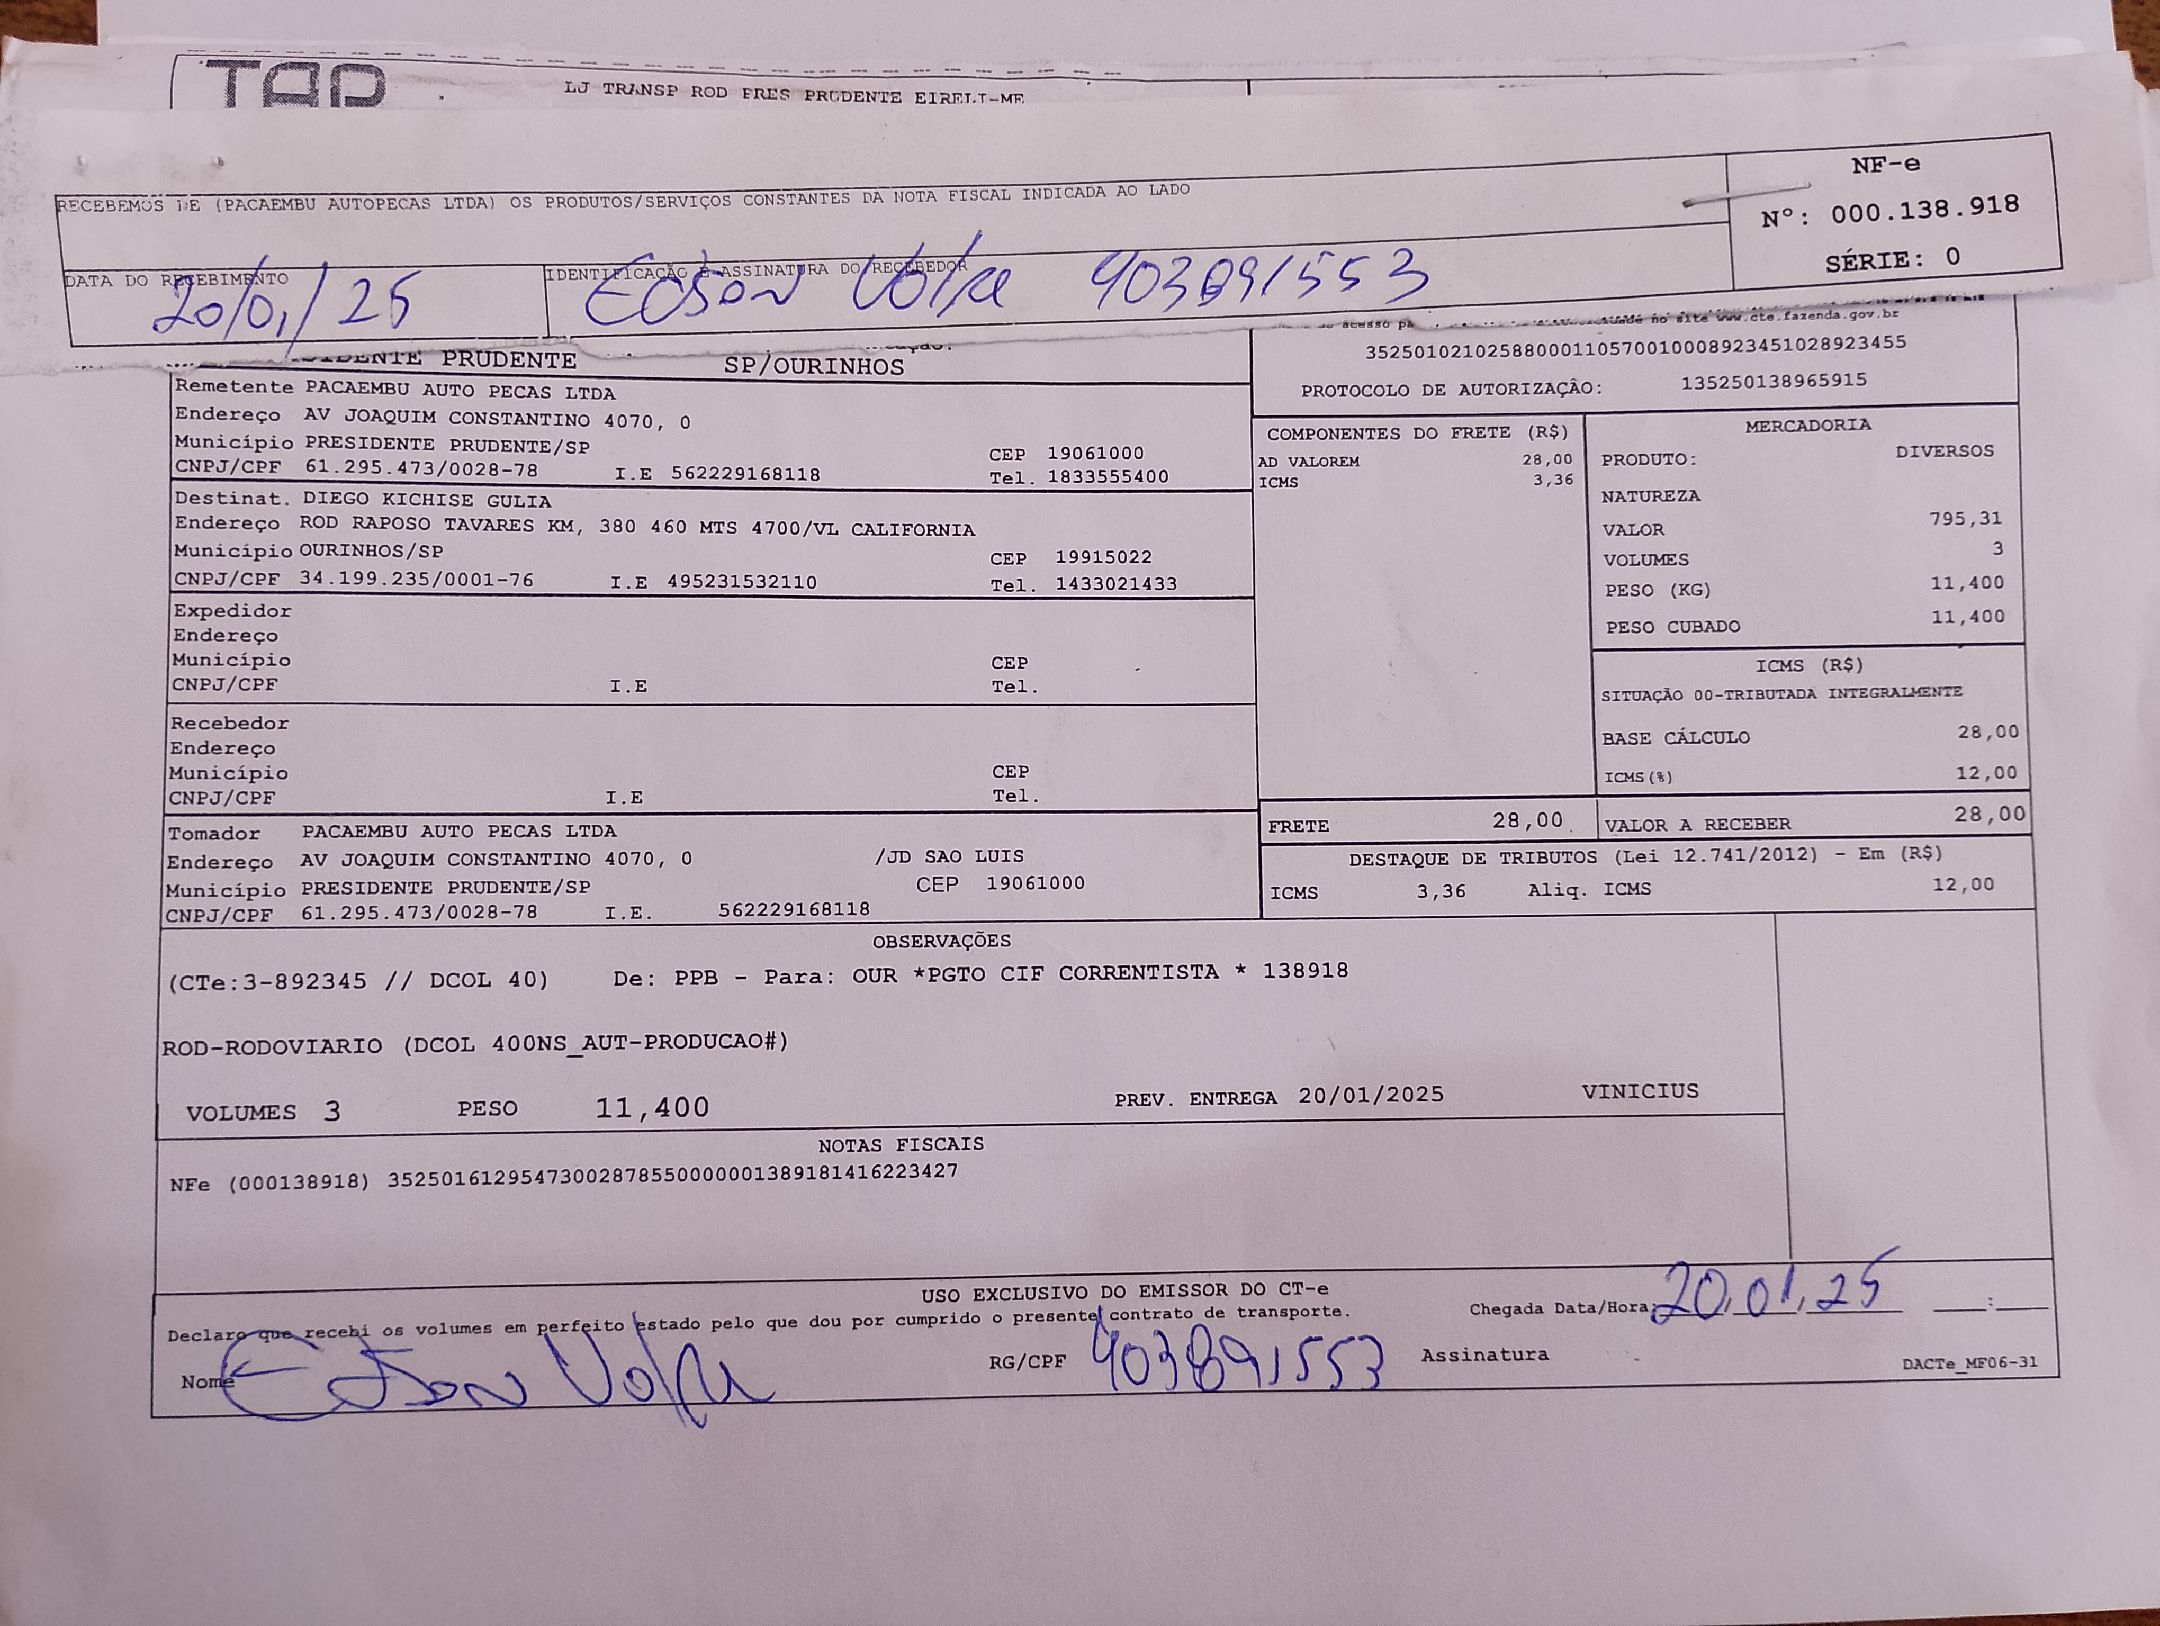 LJ TRANSP ROD PRES PRUDENTE EIRELI-ME
RECEBEMOS DE (PACAEMBU AUTOPECAS LTDA) OS PRODUTOS/SERVIÇOS CONSTANTES DA NOTA FISCAL INDICADA AO LADO
NF-e
Nº: 000.138.918
SÉRIE: 0
DATA DO RECEBIMENTO
20/01/25
IDENTIFICAÇÃO E ASSINATURA DO RECEBEDOR
Edson 403891553
PRUDENTE SP/OURINHOS
no site www.cte.fazenda.gov.br
35250102102588000110570010008923451028923455
PROTOCOLO DE AUTORIZAÇÃO: 135250138965915
Remetente PACAEMBU AUTO PECAS LTDA
Endereço AV JOAQUIM CONSTANTINO 4070, 0
Município PRESIDENTE PRUDENTE/SP CEP 19061000
CNPJ/CPF 61.295.473/0028-78 I.E 562229168118 Tel. 1833555400
Destinat. DIEGO KICHISE GULIA
Endereço ROD RAPOSO TAVARES KM, 380 460 MTS 4700/VL CALIFORNIA
Município OURINHOS/SP CEP 19915022
CNPJ/CPF 34.199.235/0001-76 I.E 495231532110 Tel. 1433021433
Expedidor
Endereço
Município CEP
CNPJ/CPF I.E Tel.
Recebedor
Endereço
Município CEP
CNPJ/CPF I.E Tel.
Tomador PACAEMBU AUTO PECAS LTDA
Endereço AV JOAQUIM CONSTANTINO 4070, 0 /JD SAO LUIS
Município PRESIDENTE PRUDENTE/SP CEP 19061000
CNPJ/CPF 61.295.473/0028-78 I.E. 562229168118
COMPONENTES DO FRETE (R$)
AD VALOREM 28,00
ICMS 3,36
MERCADORIA
PRODUTO: DIVERSOS
NATUREZA
VALOR 795,31
VOLUMES 3
PESO (KG) 11,400
PESO CUBADO 11,400
ICMS (R$)
SITUAÇÃO 00-TRIBUTADA INTEGRALMENTE
BASE CÁLCULO 28,00
ICMS(%) 12,00
FRETE 28,00 VALOR A RECEBER 28,00
DESTAQUE DE TRIBUTOS (Lei 12.741/2012) - Em (R$)
ICMS 3,36 Aliq. ICMS 12,00
OBSERVAÇÕES
(CTe:3-892345 // DCOL 40) De: PPB - Para: OUR *PGTO CIF CORRENTISTA * 138918
ROD-RODOVIARIO (DCOL 400NS_AUT-PRODUCAO#)
VOLUMES 3 PESO 11,400 PREV. ENTREGA 20/01/2025 VINICIUS
NOTAS FISCAIS
NFe (000138918) 35250161295473002878550000001389181416223427
USO EXCLUSIVO DO EMISSOR DO CT-e
Declaro que recebi os volumes em perfeito estado pelo que dou por cumprido o presente contrato de transporte. Chegada Data/Hora: 20.01.25 :
Nome Edson RG/CPF 403891553 Assinatura DACTe_MF06-31